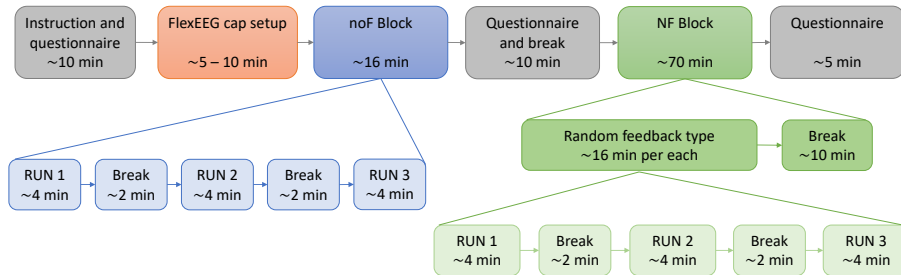 Instruction and
questionnaire
~10 min
FlexEEG cap setup
~5 – 10 min
noF Block
~16 min
Questionnaire
and break
~10 min
NF Block
~70 min
Questionnaire
~5 min
Random feedback type
~16 min per each
Break
~10 min
RUN 1
~4 min
Break
~2 min
RUN 2
~4 min
Break
~2 min
RUN 3
~4 min
RUN 1
~4 min
Break
~2 min
RUN 2
~4 min
Break
~2 min
RUN 3
~4 min